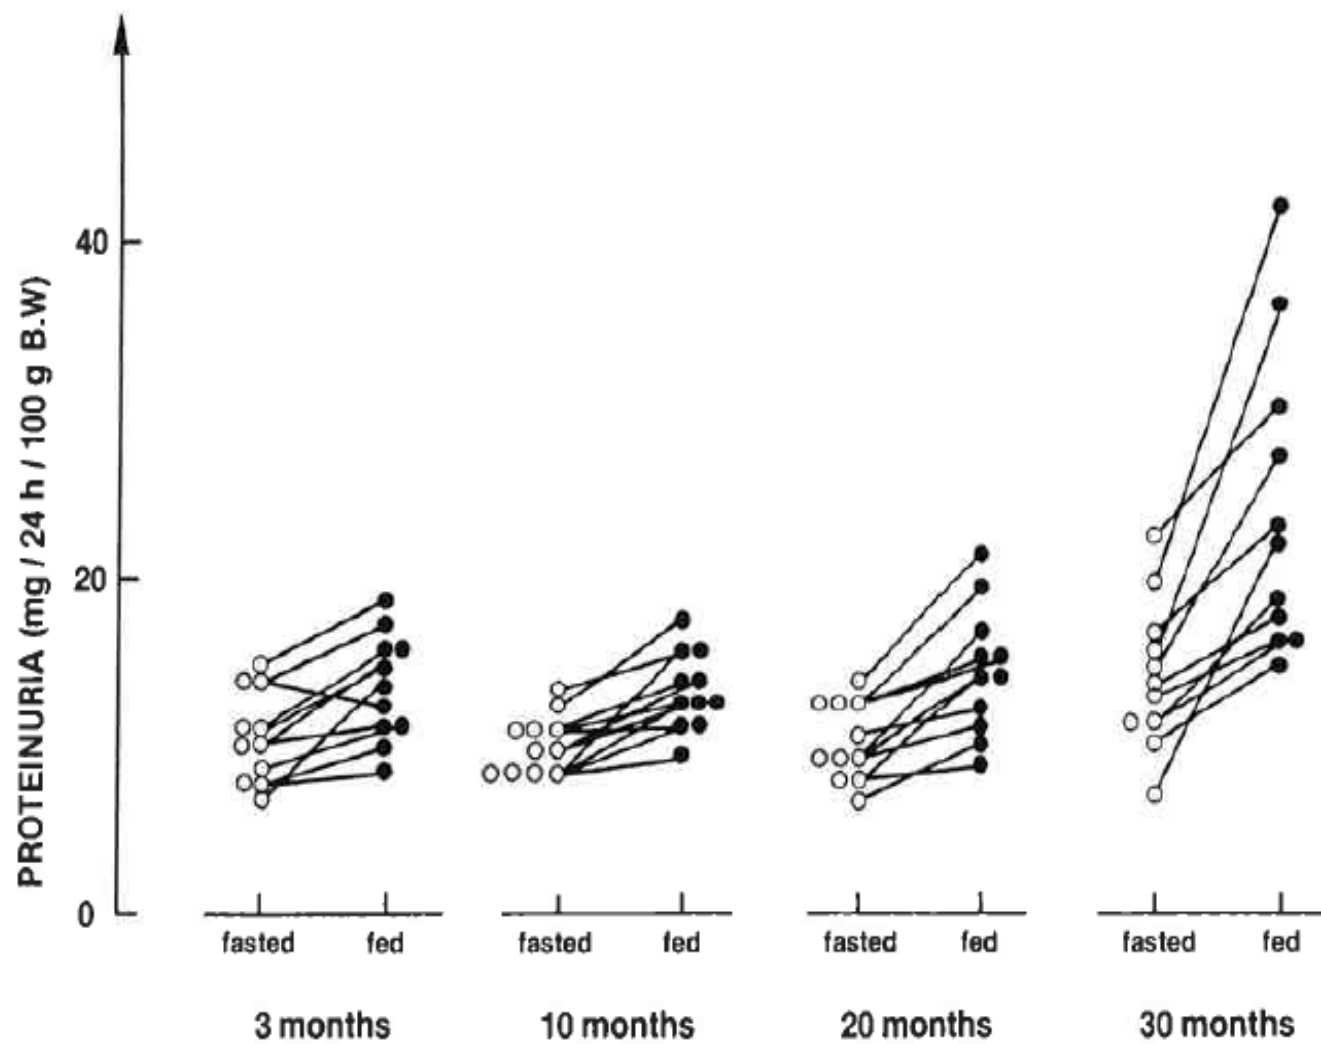 PROTEINURIA (mg / 24 h / 100 g B.W)
40
20
0
fasted fed fasted fed fasted fed fasted fed
3 months 10 months 20 months 30 months